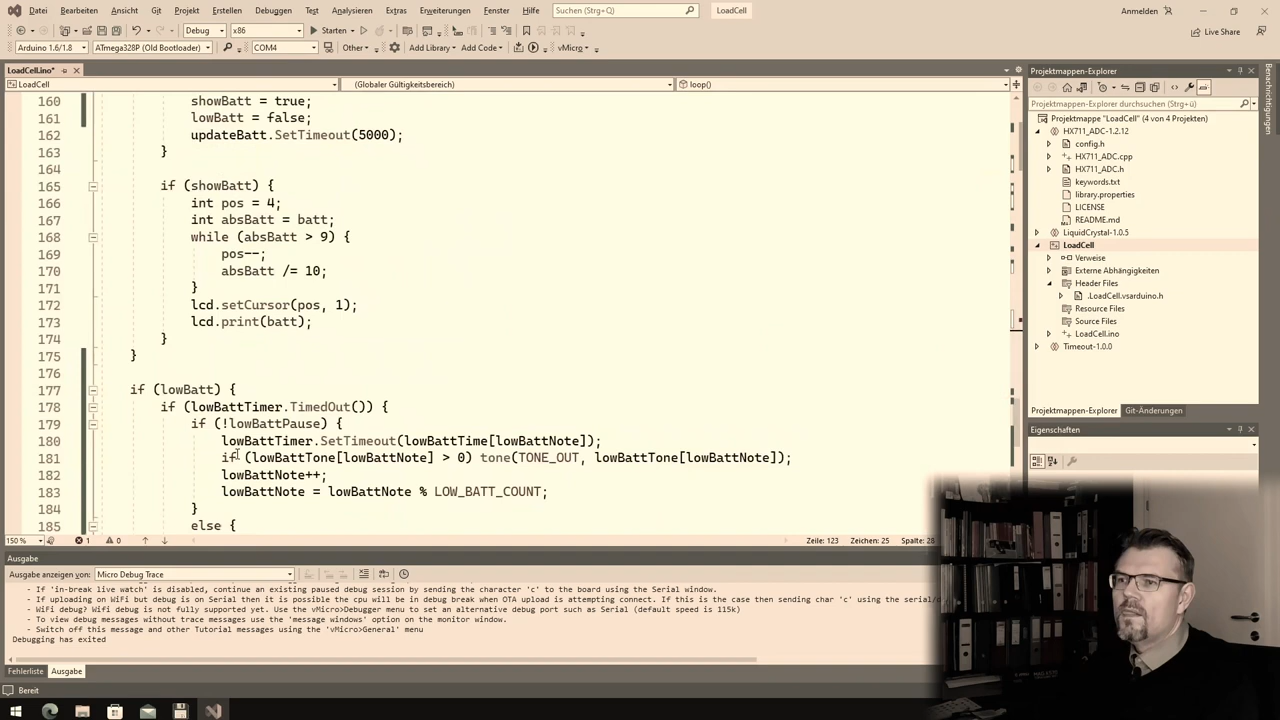 Datei Bearbeiten Ansicht Git Projekt Erstellen Debuggen Test Analysieren Extras Erweiterungen Fenster Hilfe Suchen (Strg+Q) LoadCell Anmelden
Debug x86 Starten Live Share
Arduino 1.6/1.8 ATmega328P (Old Bootloader) COM4 Other Add Library Add Code vMicro
LoadCell.ino*
LoadCell (Globaler Gültigkeitsbereich) loop()
160 showBatt = true;
161 lowBatt = false;
162 updateBatt.SetTimeout(5000);
163 }
164
165 if (showBatt) {
166 int pos = 4;
167 int absBatt = batt;
168 while (absBatt > 9) {
169 pos--;
170 absBatt /= 10;
171 }
172 lcd.setCursor(pos, 1);
173 lcd.print(batt);
174 }
175 }
176
177 if (lowBatt) {
178 if (lowBattTimer.TimedOut()) {
179 if (!lowBattPause) {
180 lowBattTimer.SetTimeout(lowBattTime[lowBattNote]);
181 if (lowBattTone[lowBattNote] > 0) tone(TONE_OUT, lowBattTone[lowBattNote]);
182 lowBattNote++;
183 lowBattNote = lowBattNote % LOW_BATT_COUNT;
184 }
185 else {
150 % 1 0 Zeile: 123 Zeichen: 25 Spalte: 28
Ausgabe
Ausgabe anzeigen von: Micro Debug Trace
- If 'in-break live watch' is disabled, continue an existing paused debug session by sending the character 'c' to the board using the Serial window.
- If uploading on WiFi but debug is on Serial then it is possible the cpu will be in debug break when OTA upload is attempting connect. If this is the case then sending char 'c' using the serial/
- WiFi debug? Wifi debug is not fully supported yet. Use the vMicro>Debugger menu to set an alternative debug port such as Serial (default speed is 115k)
- To view debug messages without trace messages use the 'message windows' option on the monitor window.
- Switch off this message and other Tutorial messages using the 'vMicro>General' menu
Debugging has exited
Fehlerliste Ausgabe
Bereit
Projektmappen-Explorer
Projektmappen-Explorer durchsuchen (Strg+ü)
Projektmappe "LoadCell" (4 von 4 Projekten)
HX711_ADC-1.2.12
config.h
HX711_ADC.cpp
HX711_ADC.h
keywords.txt
library.properties
LICENSE
README.md
LiquidCrystal-1.0.5
LoadCell
Verweise
Externe Abhängigkeiten
Header Files
.LoadCell.vsarduino.h
Resource Files
Source Files
LoadCell.ino
Timeout-1.0.0
Projektmappen-Explorer Git-Änderungen
Eigenschaften
Benachrichtigungen